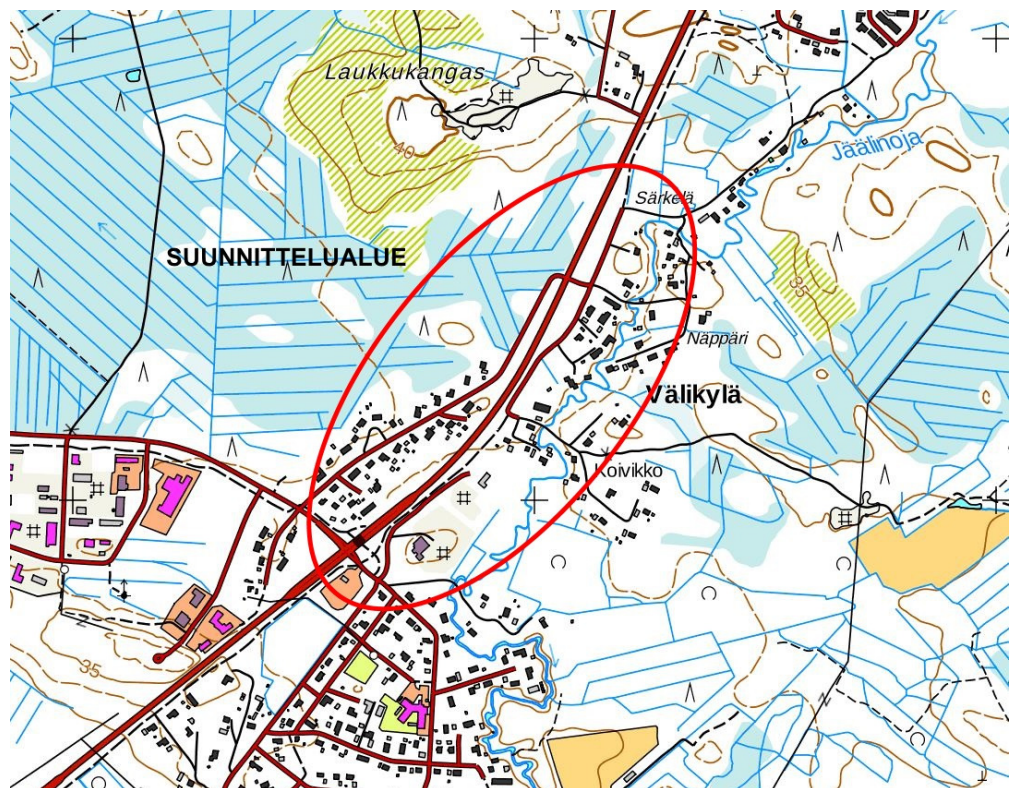 Laukkukangas
40
Jäälinoja
Särkelä
SUUNNITTELUALUE
35
Näppäri
Välikylä
Koivikko
35